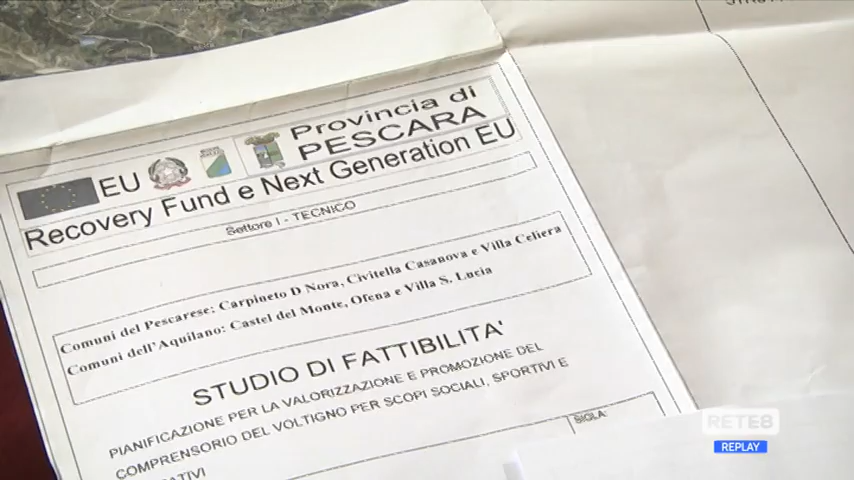 Provincia di
EU PESCARA
Recovery Fund e Next Generation EU
Settore I - TECNICO
Comuni del Pescarese: Carpineto D Nora, Civitella Casanova e Villa Celiera
Comuni dell'Aquilano: Castel del Monte, Ofena e Villa S. Lucia
STUDIO DI FATTIBILITA'
PIANIFICAZIONE PER LA VALORIZZAZIONE E PROMOZIONE DEL
COMPRENSORIO DEL VOLTIGNO PER SCOPI SOCIALI, SPORTIVI E
SIGLA:
RETE8
REPLAY